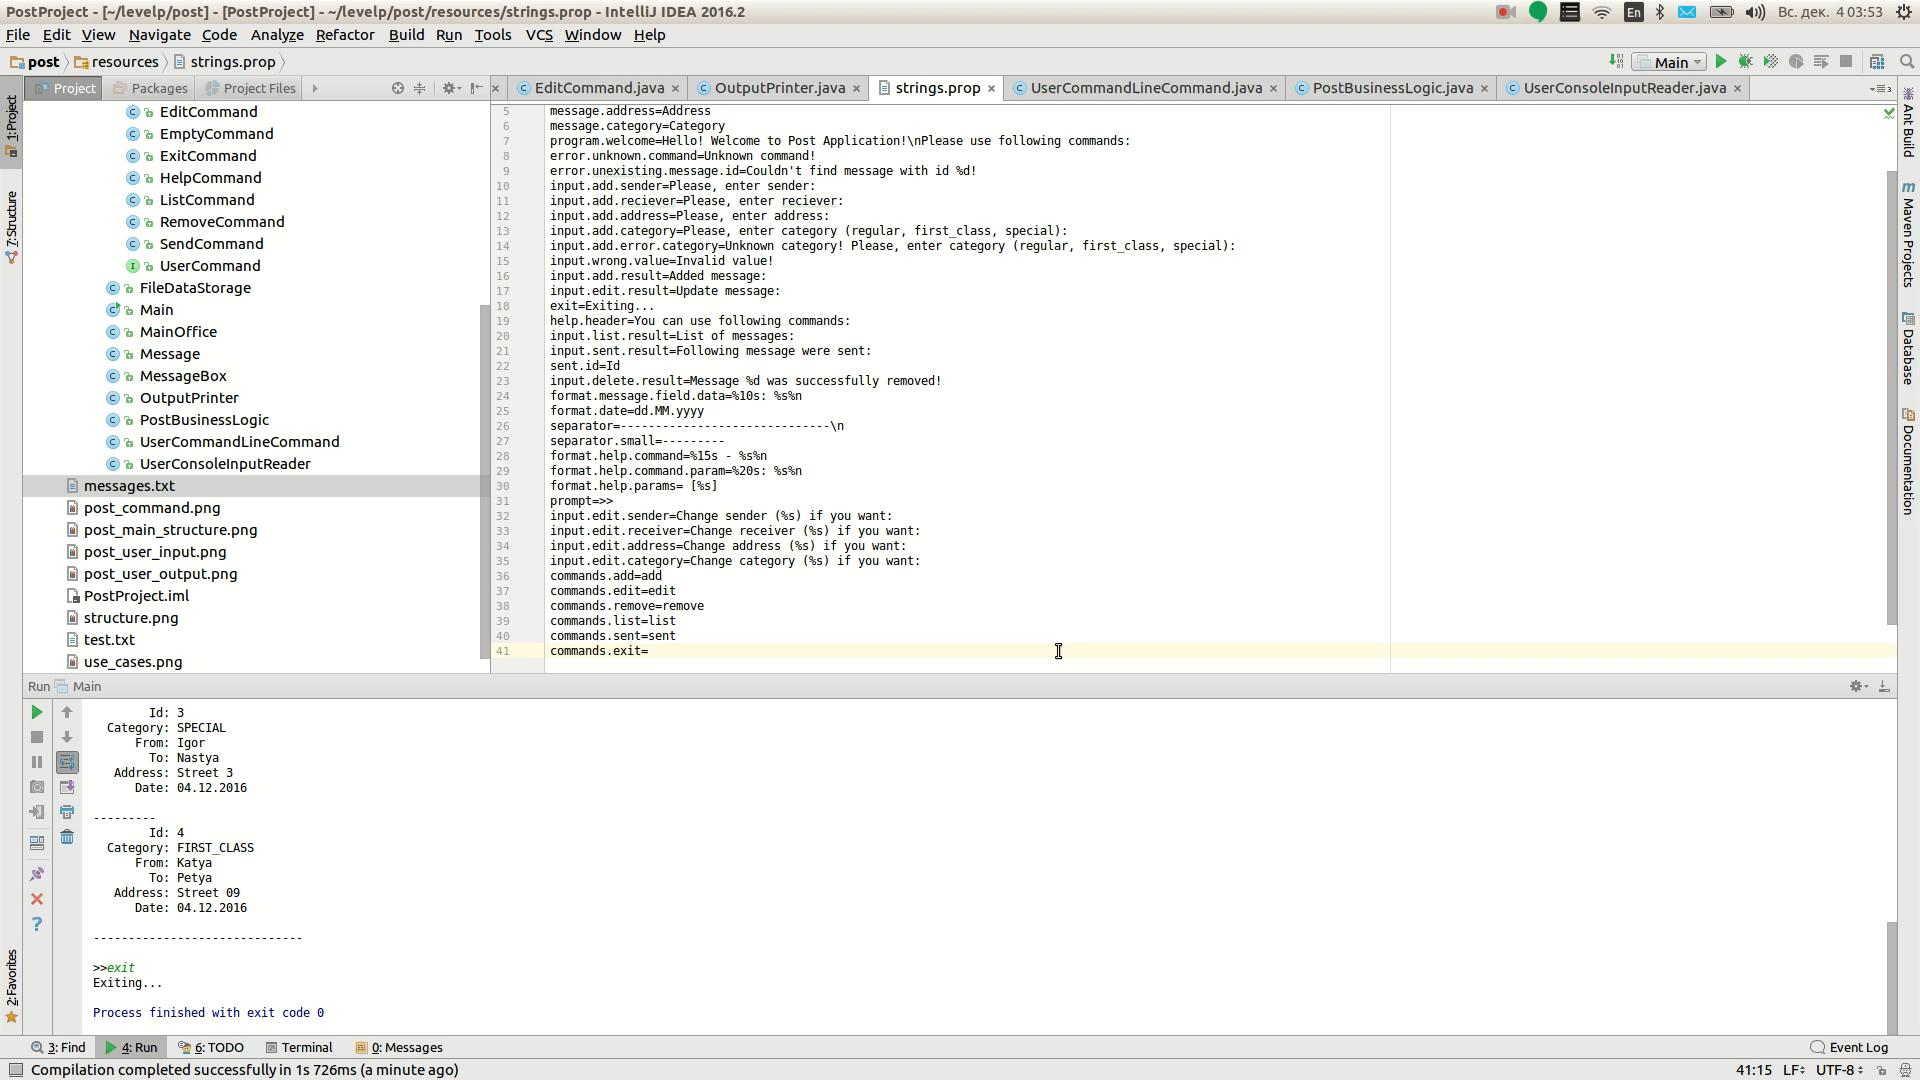 PostProject - [~/levelp/post] - [PostProject] - ~/levelp/post/resources/strings.prop - IntelliJ IDEA 2016.2
En
Вс. дек. 4 03:53
File Edit View Navigate Code Analyze Refactor Build Run Tools VCS Window Help
post resources strings.prop
Main
Project Packages Project Files
EditCommand.java OutputPrinter.java strings.prop UserCommandLineCommand.java PostBusinessLogic.java UserConsoleInputReader.java
1: Project
7: Structure
2: Favorites
EditCommand
EmptyCommand
ExitCommand
HelpCommand
ListCommand
RemoveCommand
SendCommand
UserCommand
FileDataStorage
Main
MainOffice
Message
MessageBox
OutputPrinter
PostBusinessLogic
UserCommandLineCommand
UserConsoleInputReader
messages.txt
post_command.png
post_main_structure.png
post_user_input.png
post_user_output.png
PostProject.iml
structure.png
test.txt
use_cases.png
5 message.address=Address
6 message.category=Category
7 program.welcome=Hello! Welcome to Post Application!\nPlease use following commands:
8 error.unknown.command=Unknown command!
9 error.unexisting.message.id=Couldn't find message with id %d!
10 input.add.sender=Please, enter sender:
11 input.add.reciever=Please, enter reciever:
12 input.add.address=Please, enter address:
13 input.add.category=Please, enter category (regular, first_class, special):
14 input.add.error.category=Unknown category! Please, enter category (regular, first_class, special):
15 input.wrong.value=Invalid value!
16 input.add.result=Added message:
17 input.edit.result=Update message:
18 exit=Exiting...
19 help.header=You can use following commands:
20 input.list.result=List of messages:
21 input.sent.result=Following message were sent:
22 sent.id=Id
23 input.delete.result=Message %d was successfully removed!
24 format.message.field.data=%10s: %s%n
25 format.date=dd.MM.yyyy
26 separator=------------------------------\n
27 separator.small=---------
28 format.help.command=%15s - %s%n
29 format.help.command.param=%20s: %s%n
30 format.help.params= [%s]
31 prompt=>>
32 input.edit.sender=Change sender (%s) if you want:
33 input.edit.receiver=Change receiver (%s) if you want:
34 input.edit.address=Change address (%s) if you want:
35 input.edit.category=Change category (%s) if you want:
36 commands.add=add
37 commands.edit=edit
38 commands.remove=remove
39 commands.list=list
40 commands.sent=sent
41 commands.exit=
Ant Build
Maven Projects
Database
Documentation
Run Main
Id: 3
Category: SPECIAL
From: Igor
To: Nastya
Address: Street 3
Date: 04.12.2016
---------
Id: 4
Category: FIRST_CLASS
From: Katya
To: Petya
Address: Street 09
Date: 04.12.2016
------------------------------
>>exit
Exiting...
Process finished with exit code 0
3: Find 4: Run 6: TODO Terminal 0: Messages Event Log
Compilation completed successfully in 1s 726ms (a minute ago)
41:15 LF UTF-8